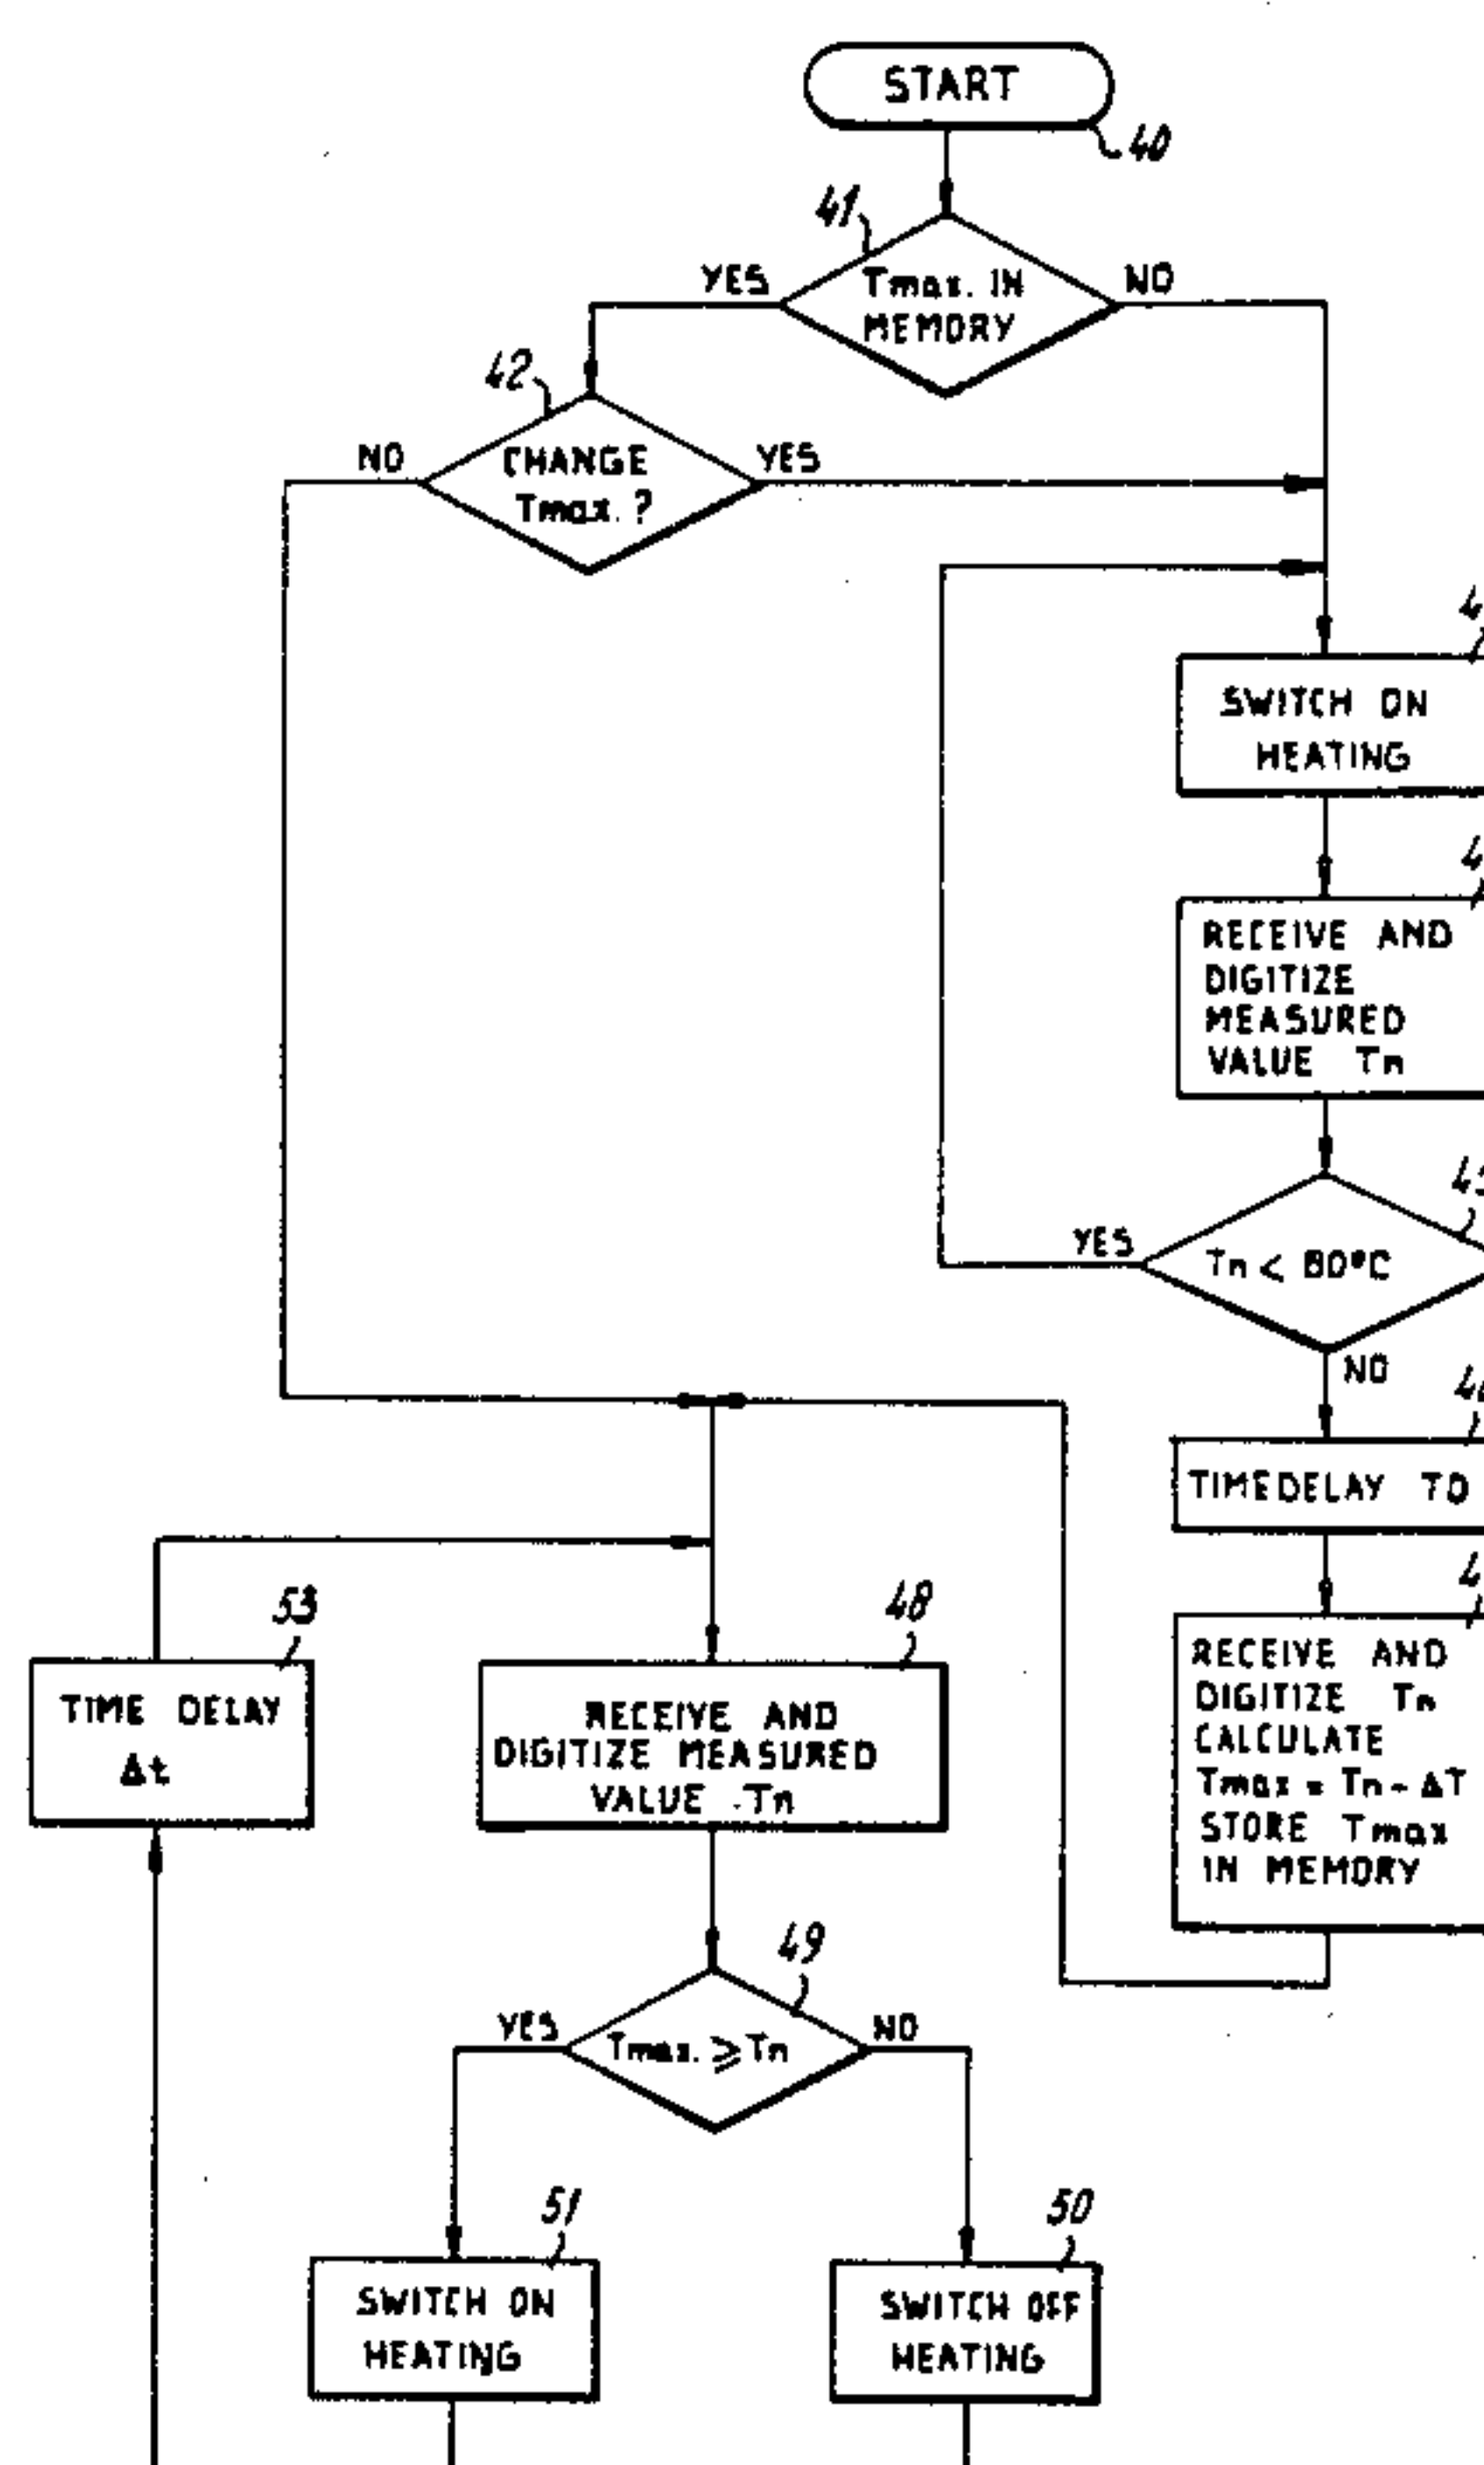 START
40
41
YES
Tmax. IN
MEMORY
NO
42
NO
CHANGE
Tmax. ?
YES
SWITCH ON
HEATING
RECEIVE AND
DIGITIZE
MEASURED
VALUE Tn
YES
Tn < 80°C
NO
TIMEDELAY TD
53
48
TIME DELAY
Δt
RECEIVE AND
DIGITIZE MEASURED
VALUE Tn
RECEIVE AND
DIGITIZE Tn
CALCULATE
Tmax = Tn - ΔT
STORE Tmax
IN MEMORY
49
YES
Tmax. ⩾ Tn
NO
51
50
SWITCH ON
HEATING
SWITCH OFF
HEATING